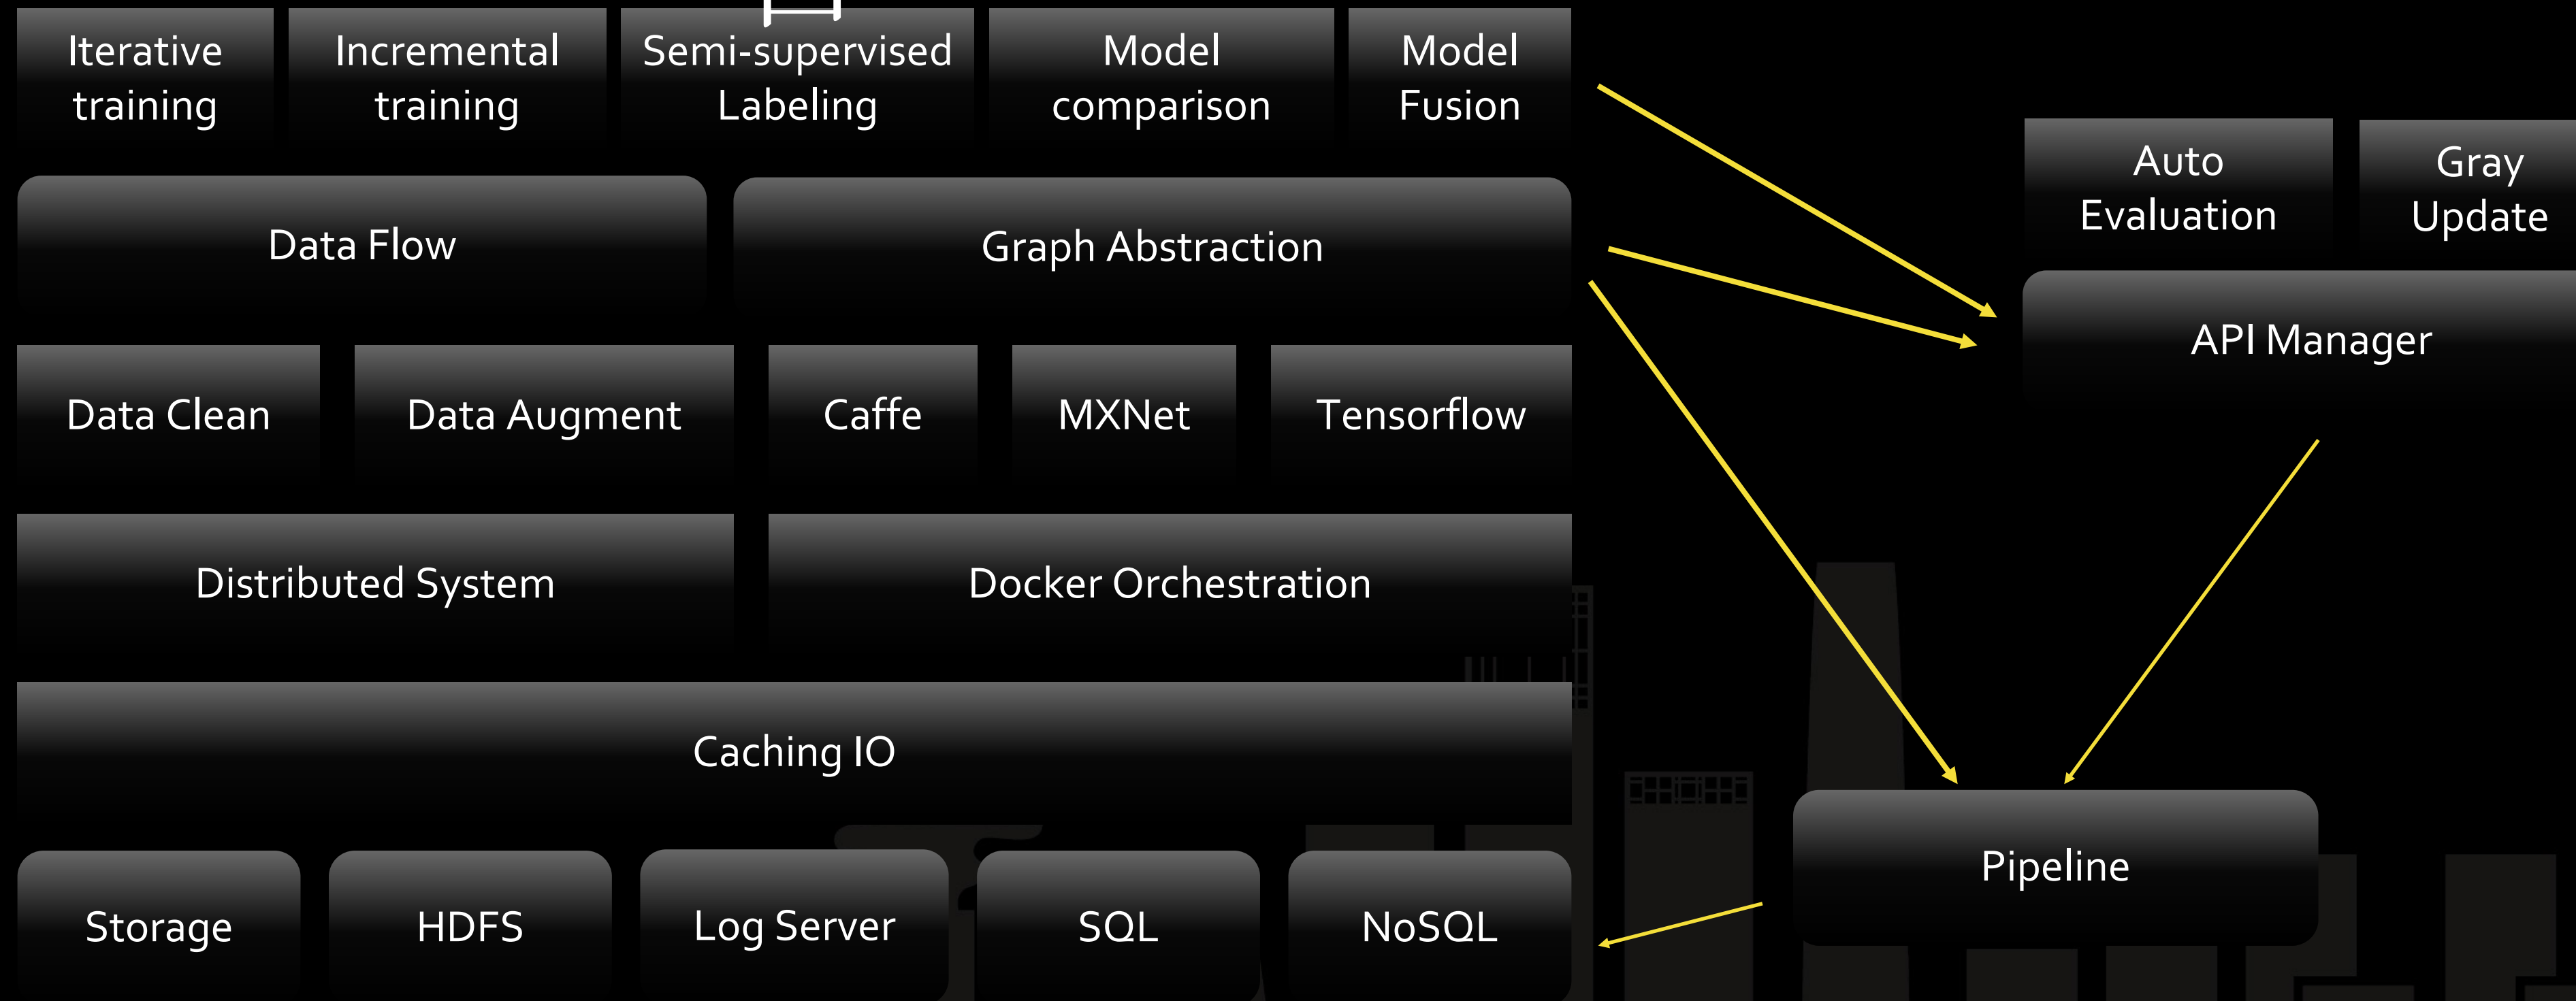 Iterative
training
Incremental
training
Semi-supervised
Labeling
Model
comparison
Model
Fusion
Auto
Evaluation
Gray
Update
Data Flow
Graph Abstraction
API Manager
Data Clean
Data Augment
Caffe
MXNet
Tensorflow
Distributed System
Docker Orchestration
Caching IO
Pipeline
Storage
HDFS
Log Server
SQL
NoSQL